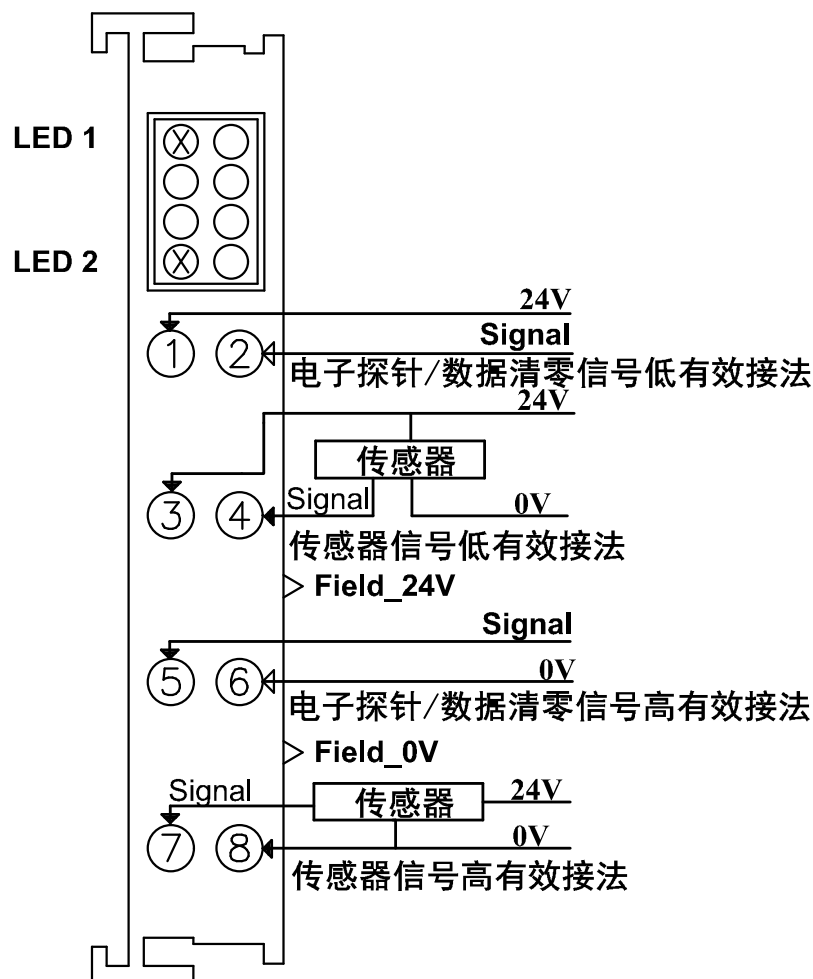 LED 1
LED 2
24V
Signal
1 2
电子探针/数据清零信号低有效接法
24V
传感器
Signal
3 4
0V
传感器信号低有效接法
Field_24V
Signal
5 6
0V
电子探针/数据清零信号高有效接法
Field_0V
Signal
传感器
24V
7 8
0V
传感器信号高有效接法